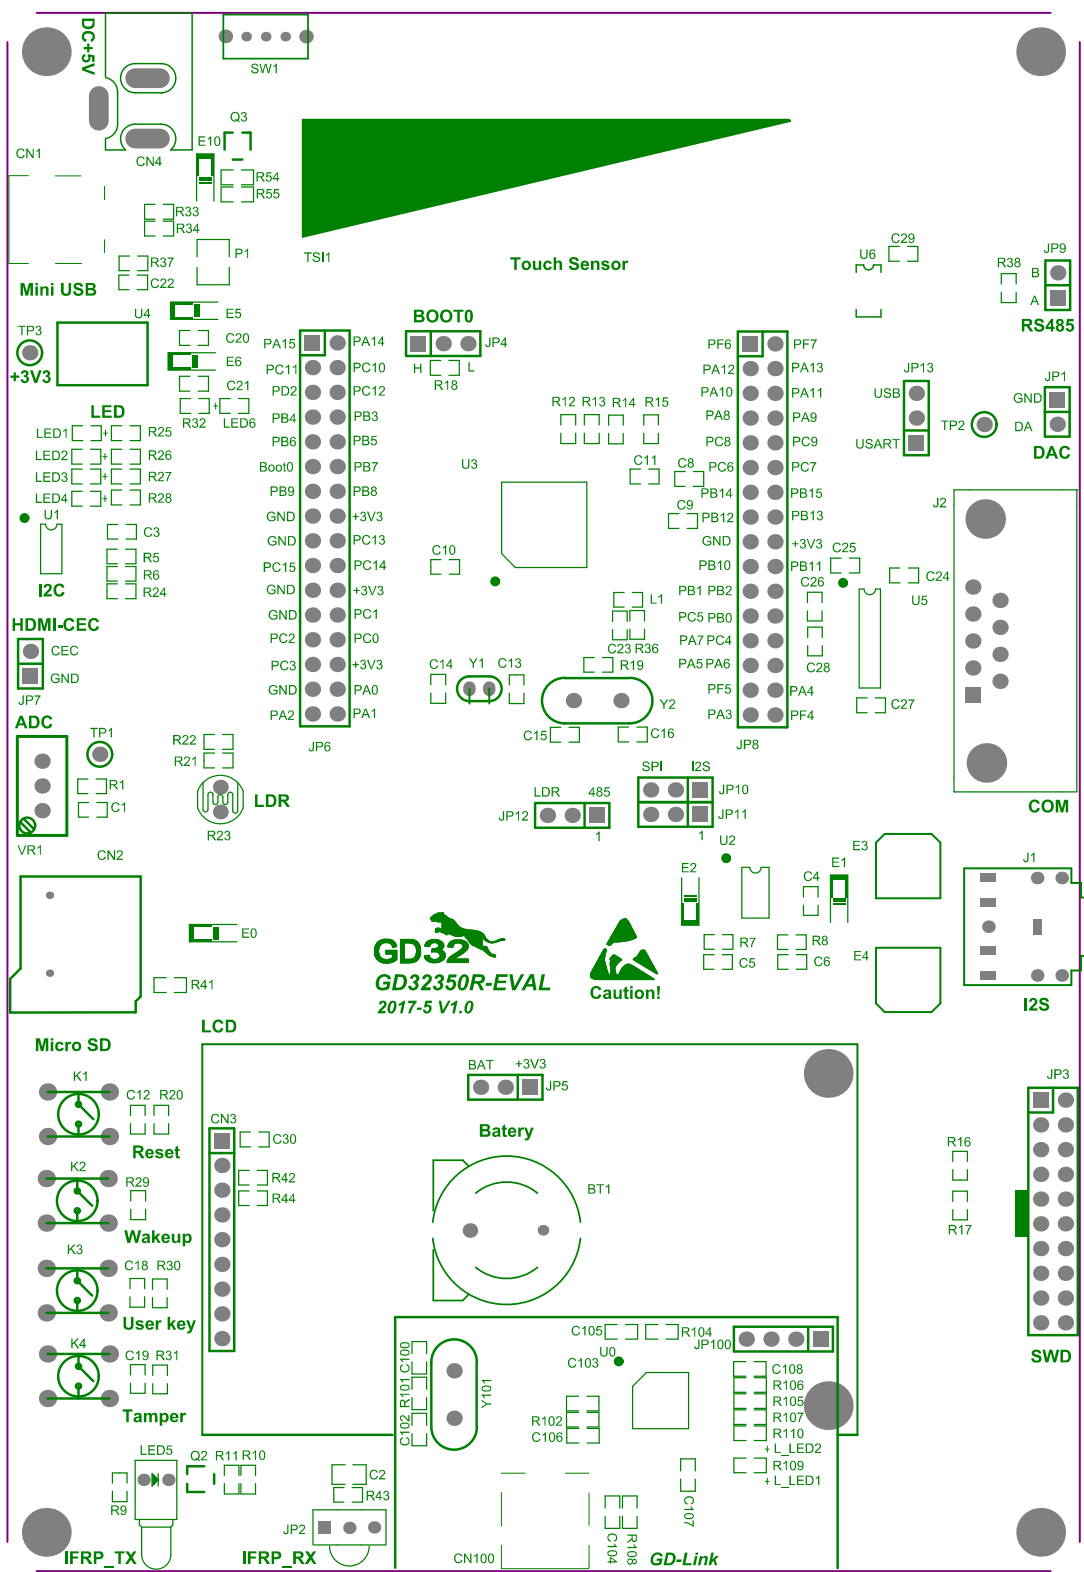 DC+5V
SW1
Q3
E10
CN1
CN4
R54
R55
R33
R34
P1
TSI1
R37
C22
Mini USB
Touch Sensor
U6
C29
R38
JP9
B
A
RS485
TP3
+3V3
U4
E5
C20
E6
C21
R32
+
LED6
BOOT0
JP4
H
L
R18
LED
LED1
+
R25
LED2
+
R26
LED3
+
R27
LED4
+
R28
PA15
PA14
PC11
PC10
PD2
PC12
PB4
PB3
PB6
PB5
Boot0
PB7
PB9
PB8
GND
+3V3
GND
PC13
PC15
PC14
GND
+3V3
GND
PC1
PC2
PC0
PC3
+3V3
GND
PA0
PA2
PA1
JP6
R12
R13
R14
R15
U3
C11
C8
C9
C10
PF6
PF7
PA12
PA13
PA10
PA11
PA8
PA9
PC8
PC9
PC6
PC7
PB14
PB15
PB12
PB13
GND
+3V3
PB10
PB11
PB1
PB2
PC5
PB0
PA7
PC4
PA5
PA6
PF5
PA4
PA3
PF4
JP8
JP13
USB
USART
TP2
JP1
GND
DA
DAC
J2
COM
U1
I2C
C3
R5
R6
R24
C25
C26
C24
U5
C28
C27
HDMI-CEC
CEC
GND
JP7
L1
C23
R36
R19
C14
Y1
C13
Y2
C15
C16
ADC
TP1
R1
C1
VR1
R22
R21
LDR
R23
LDR
485
JP12
1
SPI
I2S
JP10
JP11
1
U2
E2
R7
C5
C4
E1
R8
C6
E3
E4
J1
I2S
CN2
Micro SD
E0
R41
GD32
GD32350R-EVAL
2017-5 V1.0
Caution!
LCD
BAT
+3V3
JP5
Batery
BT1
CN3
C30
R42
R44
K1
C12
R20
Reset
K2
R29
Wakeup
K3
C18
R30
User key
K4
C19
R31
Tamper
JP3
R16
R17
SWD
C105
R104
U0
C103
JP100
C100
R101
C102
Y101
R102
C106
C108
R106
R105
R107
R110
+ L_LED2
R109
+ L_LED1
C107
C104
R108
CN100
GD-Link
LED5
Q2
R11
R10
R9
IFRP_TX
C2
R43
JP2
IFRP_RX